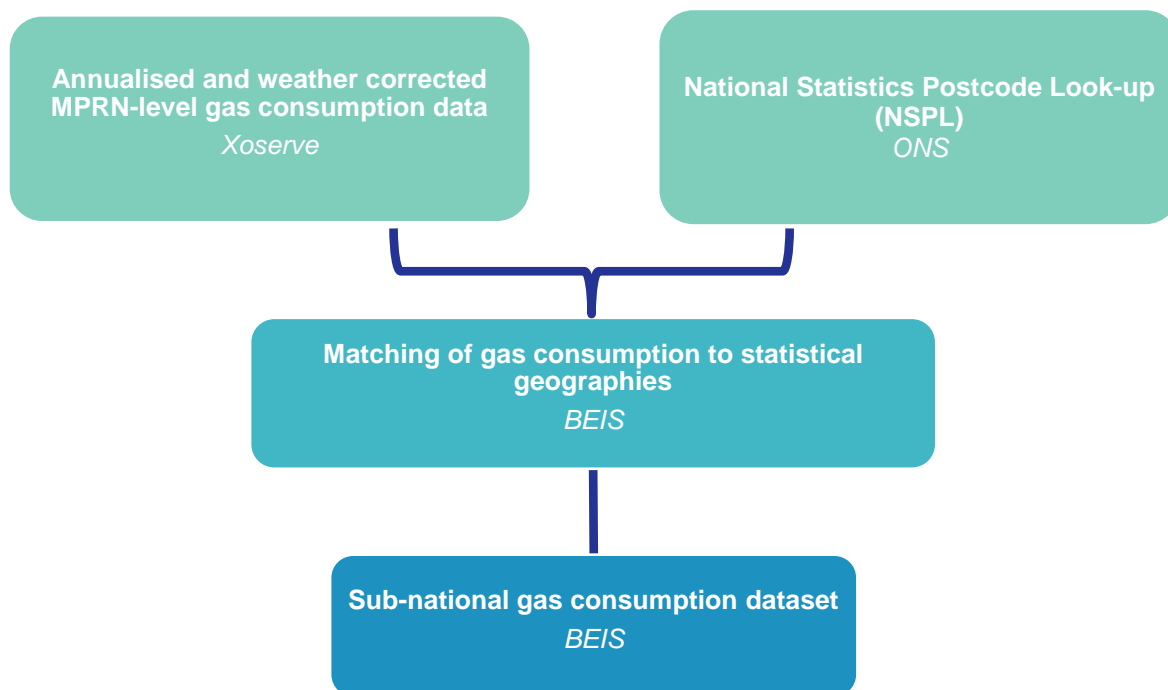 Annualised and weather corrected
MPRN-level gas consumption data
Xoserve
National Statistics Postcode Look-up
(NSPL)
ONS
Matching of gas consumption to statistical
geographies
BEIS
Sub-national gas consumption dataset
BEIS